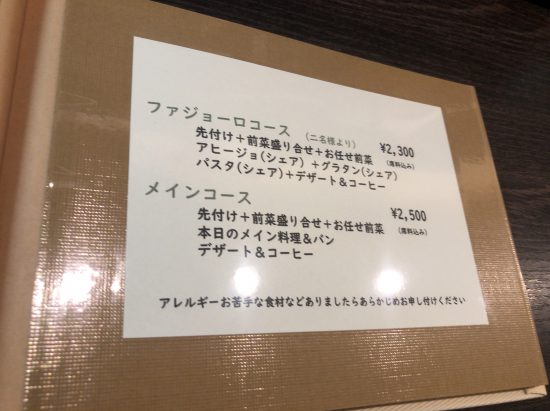 ファジョーロコース (二名様より) ¥2,300
先付け+前菜盛り合せ+お任せ前菜 (席料込み)
アヒージョ(シェア)+グラタン(シェア)
パスタ(シェア)+デザート&コーヒー
メインコース
先付け+前菜盛り合せ+お任せ前菜 ¥2,500
本日のメイン料理&パン (席料込み)
デザート&コーヒー
アレルギーお苦手な食材などありましたらあらかじめお申し付けください